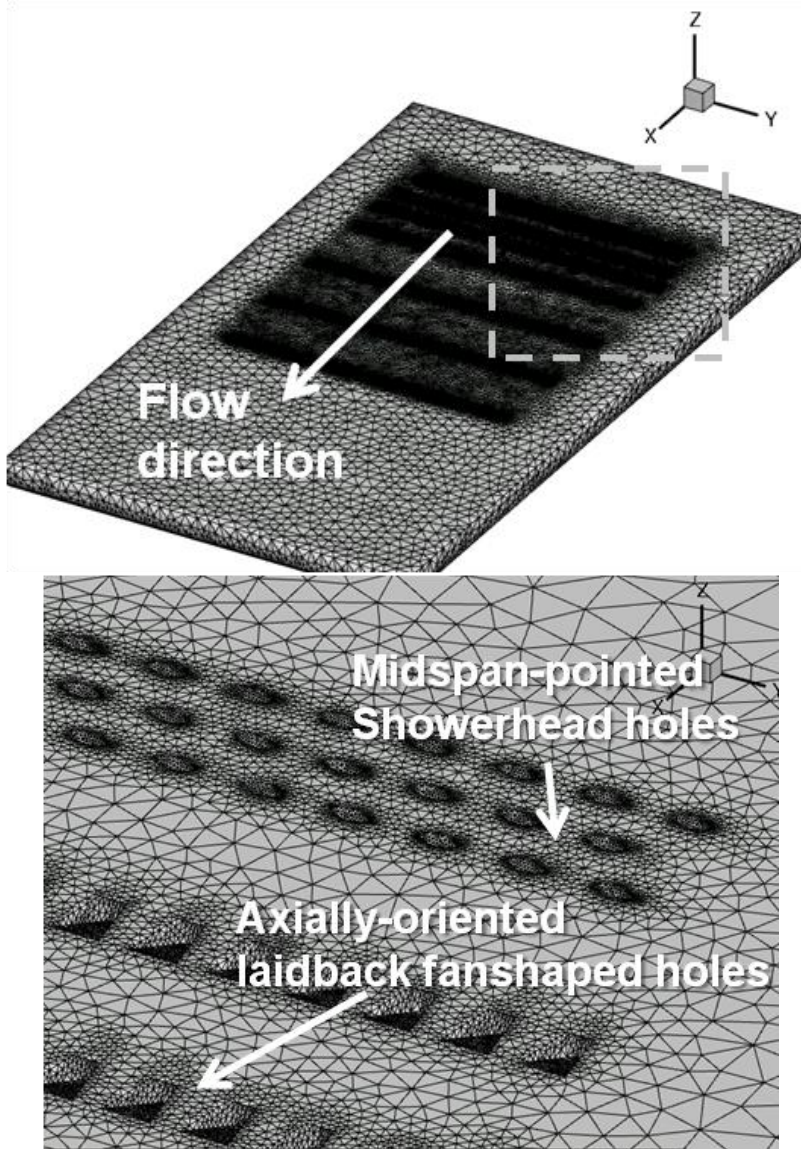 Z
X
Y
Flow
direction
Z
Midspan-pointed
X
Y
Showerhead holes
Axially-oriented
laidback fanshaped holes